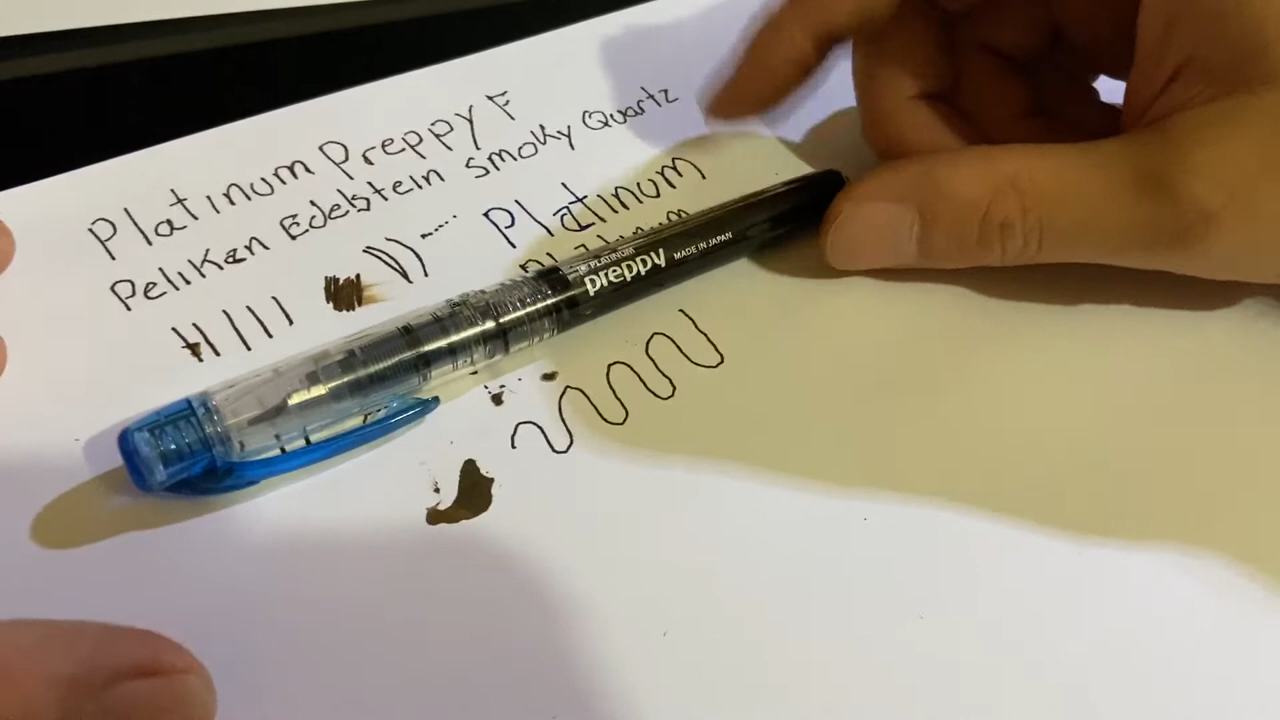 Platinum Preppy F
Pelikan Edelstein Smoky Quartz
Platinum
PLATINUM
preppy MADE IN JAPAN